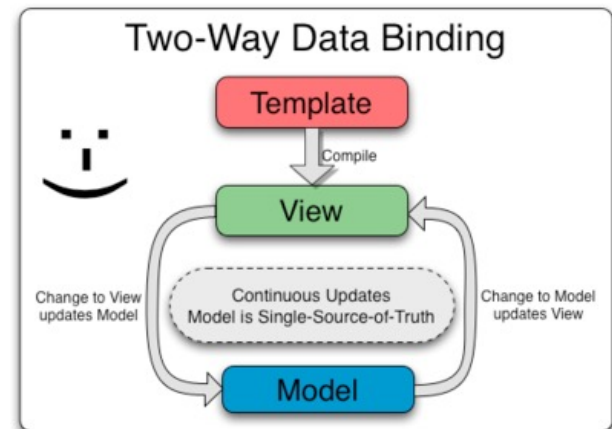 Two-Way Data Binding
Template
Compile
View
Change to View
updates Model
Continuous Updates
Model is Single-Source-of-Truth
Change to Model
updates View
Model